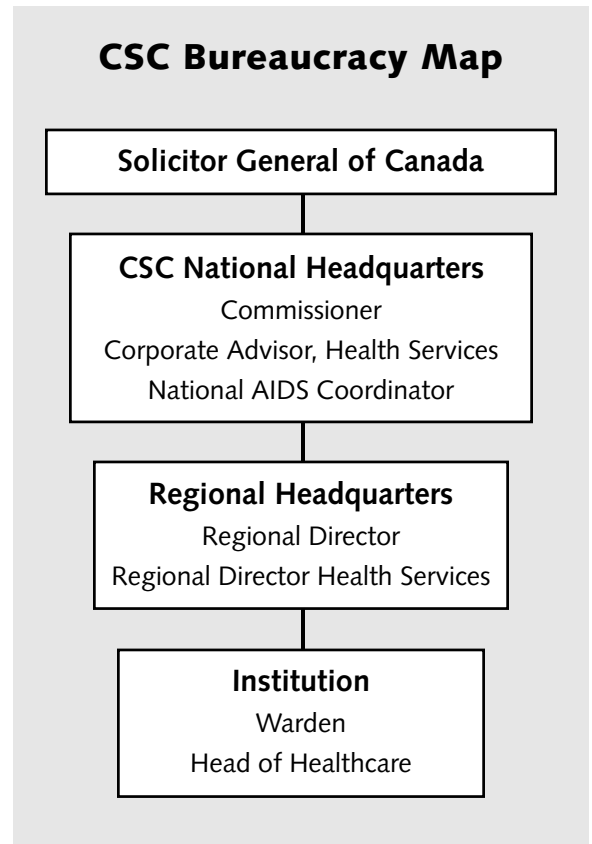 CSC Bureaucracy Map
Solicitor General of Canada
CSC National Headquarters
Commissioner
Corporate Advisor, Health Services
National AIDS Coordinator
Regional Headquarters
Regional Director
Regional Director Health Services
Institution
Warden
Head of Healthcare